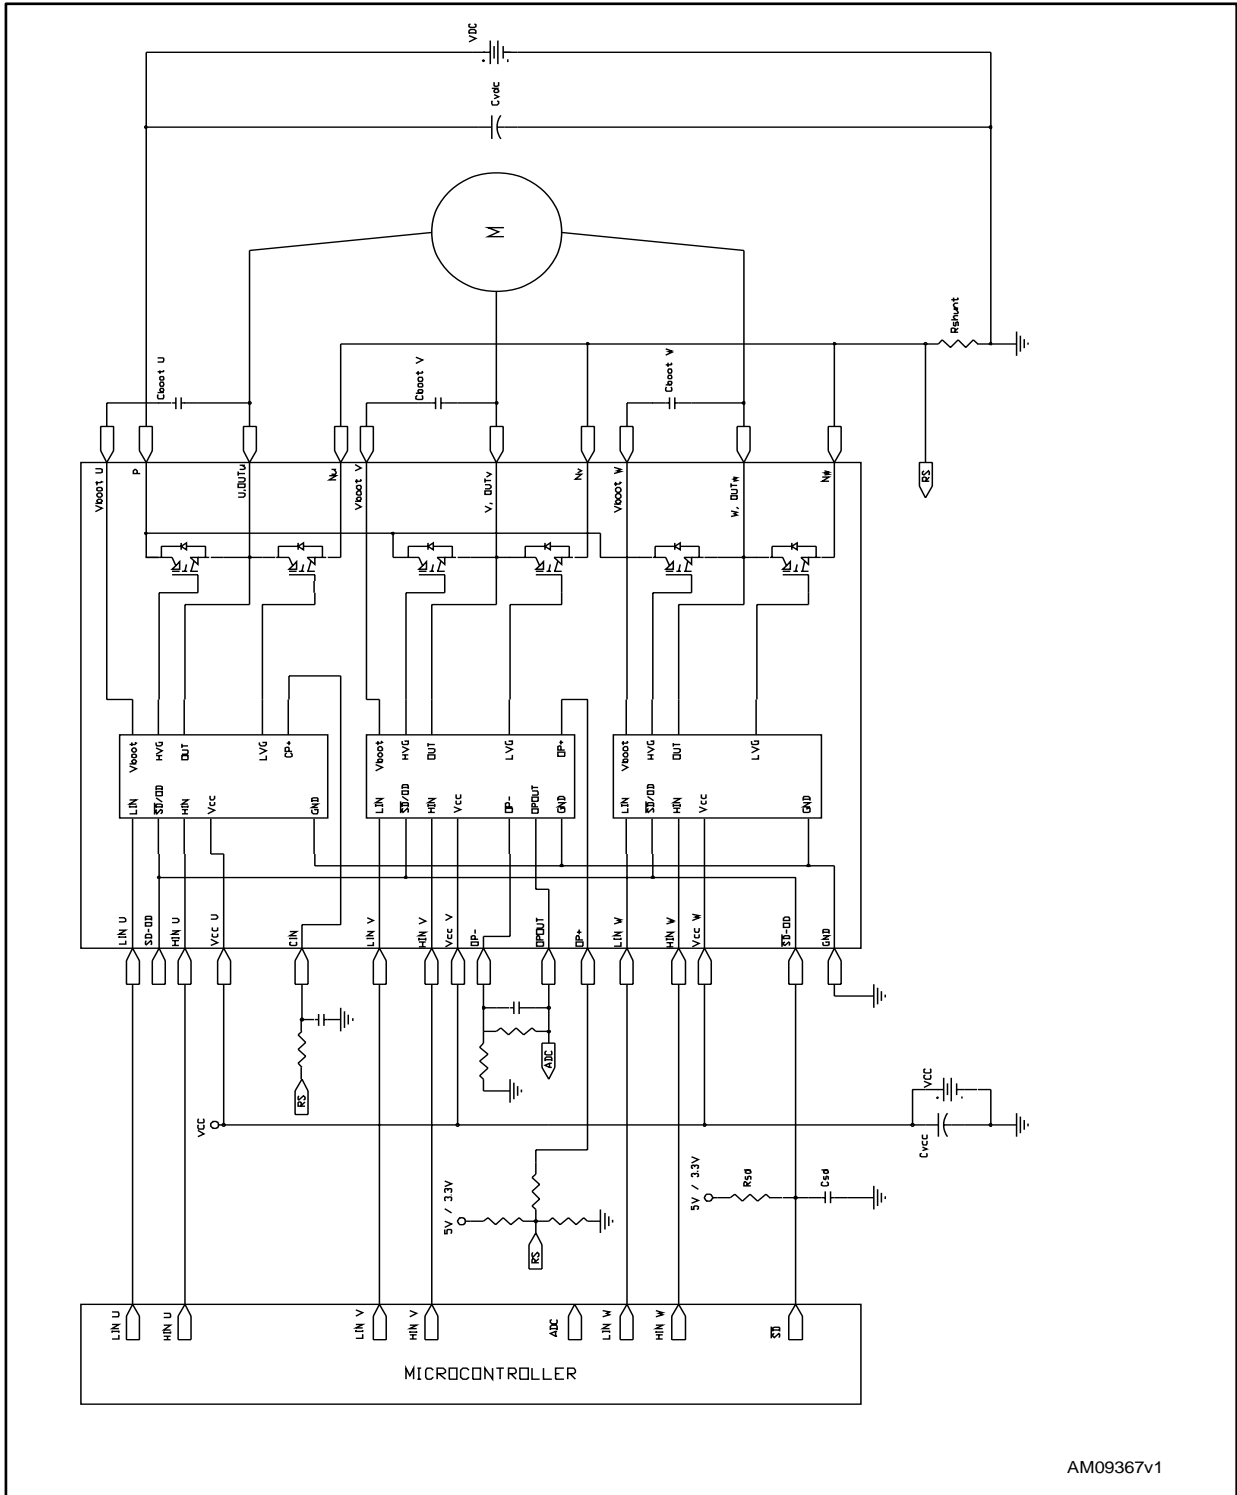 VDC
Cvdc
M
Rshunt
Cboot U
Cboot V
Cboot W
Vboot U
P
U,OUTu
Nu
Vboot V
V, OUTv
Nv
Vboot W
W, OUTw
Nw
RS
Vboot
HVG
OUT
LVG
CP+
LIN
SD/OD
HIN
Vcc
GND
Vboot
HVG
OUT
LVG
OP+
LIN
SD/OD
HIN
Vcc
OP-
OPOUT
GND
Vboot
HVG
OUT
LVG
LIN
SD/OD
HIN
Vcc
GND
LIN U
SD-OD
HIN U
Vcc U
CIN
LIN V
HIN V
Vcc V
OP-
OPOUT
OP+
LIN W
HIN W
Vcc W
SD-OD
GND
RS
ADC
VCC
VCC
Cvcc
5V / 3.3V
RS
5V / 3.3V
Rsd
Csd
LIN U
HIN U
LIN V
HIN V
ADC
LIN W
HIN W
SD
MICROCONTROLLER
AM09367v1